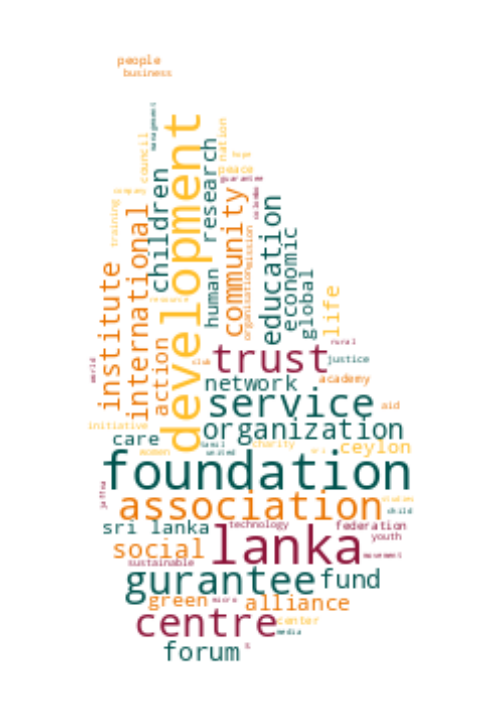 people
business
management
development
council
nation
hope
peace
guarantee
company
children
research
colombo
training
international
community
education
institute
human
organisation
mission
economic
global
resource
life
action
rural
world
club
trust
justice
network
academy
service
aid
initiative
organization
care
tamil
united
charity
women
ceylon
foundation
jaffna
studies
association
child
sri lanka
technology
federation
lanka
youth
social
movement
sustainable
gurantee
fund
green
micro
alliance
centre
center
media
forum
s